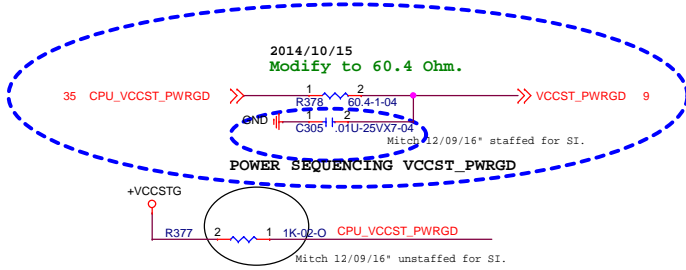 2014/10/15
Modify to 60.4 Ohm.
35 CPU_VCCST_PWRGD 1 2 VCCST_PWRGD 9
R378 60.4-1-04
GND 1 2
C305 .01U-25VX7-04
Mitch 12/09/16" staffed for SI.
POWER SEQUENCING VCCST_PWRGD
+VCCSTG
R377 2 1 1K-02-O CPU_VCCST_PWRGD
Mitch 12/09/16" unstaffed for SI.